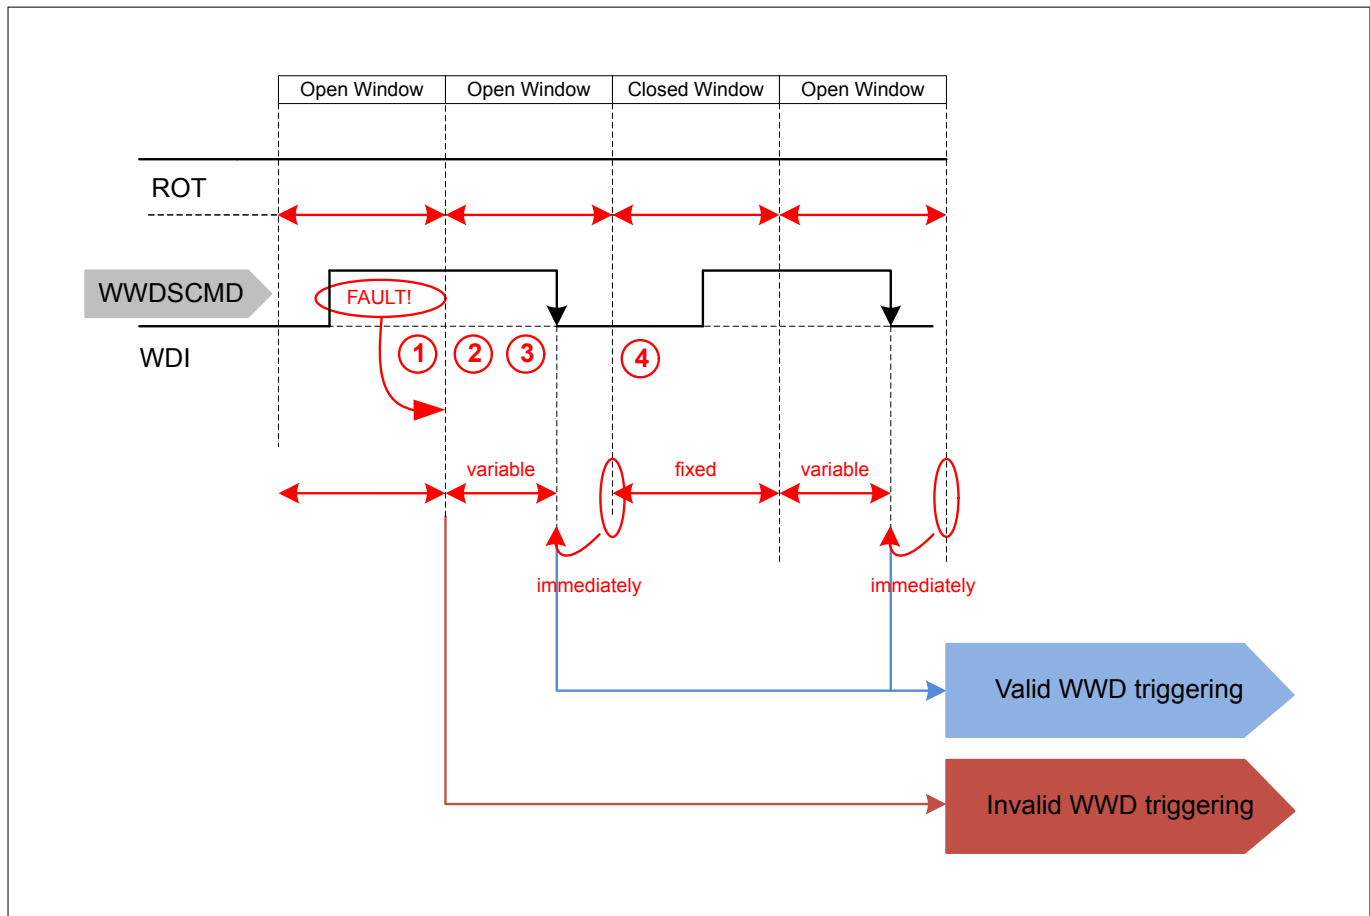 Open Window
Open Window
Closed Window
Open Window
ROT
WWDSCMD
FAULT!
WDI
1
2
3
4
variable
fixed
variable
immediately
immediately
Valid WWD triggering
Invalid WWD triggering